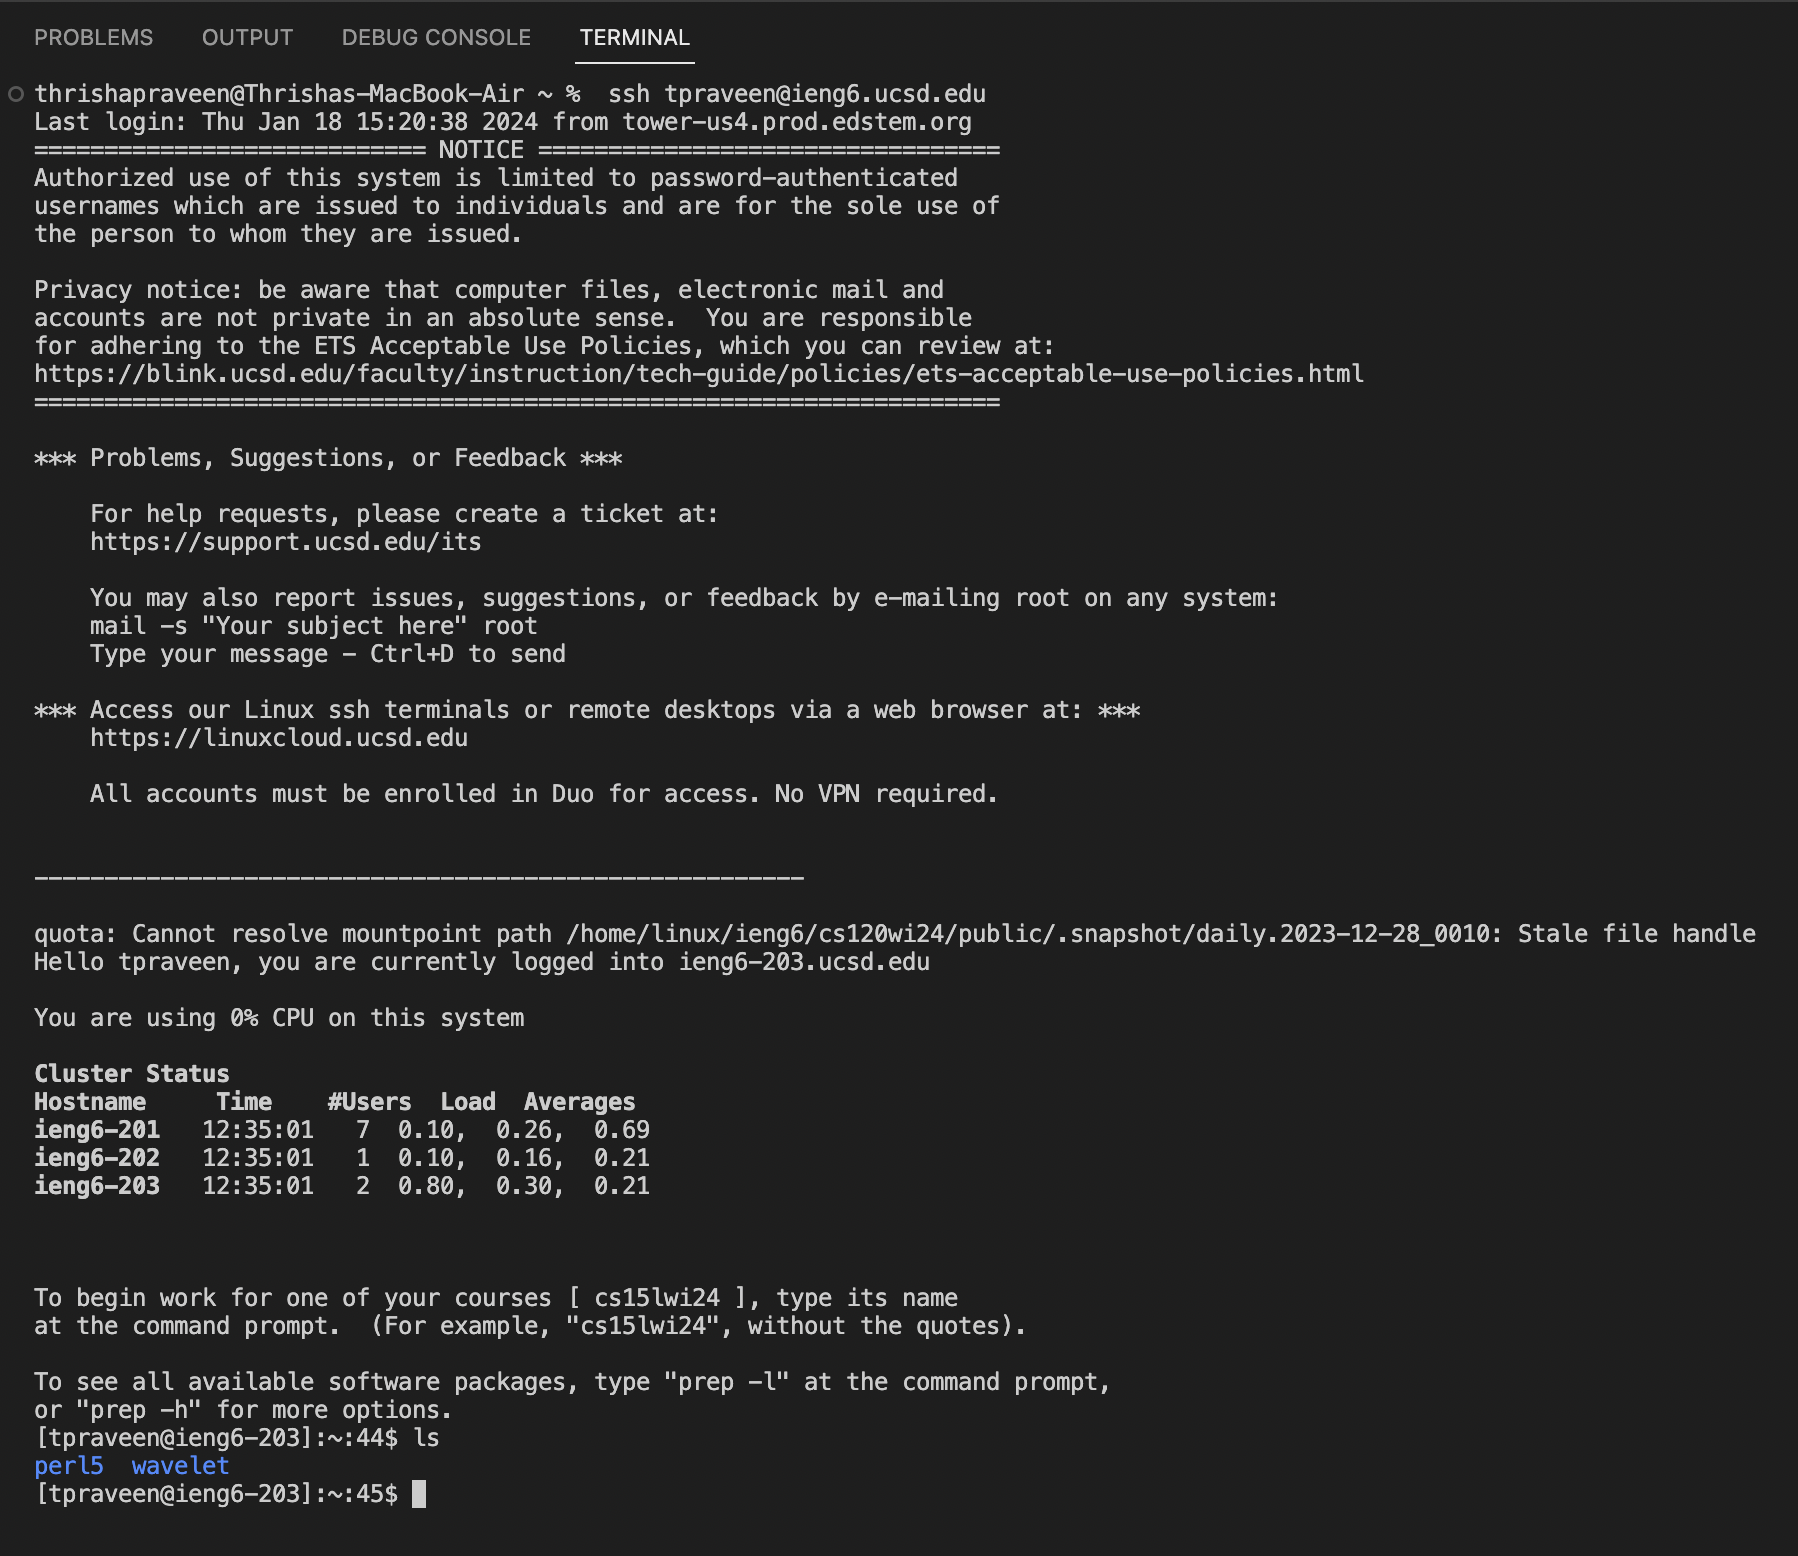 PROBLEMS OUTPUT DEBUG CONSOLE TERMINAL
thrishapraveen@Thrishas-MacBook-Air ~ %  ssh tpraveen@ieng6.ucsd.edu
Last login: Thu Jan 18 15:20:38 2024 from tower-us4.prod.edstem.org
============================ NOTICE =================================
Authorized use of this system is limited to password-authenticated
usernames which are issued to individuals and are for the sole use of
the person to whom they are issued.
Privacy notice: be aware that computer files, electronic mail and
accounts are not private in an absolute sense.  You are responsible
for adhering to the ETS Acceptable Use Policies, which you can review at:
https://blink.ucsd.edu/faculty/instruction/tech-guide/policies/ets-acceptable-use-policies.html
=====================================================================
*** Problems, Suggestions, or Feedback ***
    For help requests, please create a ticket at:
    https://support.ucsd.edu/its
    You may also report issues, suggestions, or feedback by e-mailing root on any system:
    mail -s "Your subject here" root
    Type your message - Ctrl+D to send
*** Access our Linux ssh terminals or remote desktops via a web browser at: ***
    https://linuxcloud.ucsd.edu
    All accounts must be enrolled in Duo for access. No VPN required.
-------------------------------------------------------
quota: Cannot resolve mountpoint path /home/linux/ieng6/cs120wi24/public/.snapshot/daily.2023-12-28_0010: Stale file handle
Hello tpraveen, you are currently logged into ieng6-203.ucsd.edu
You are using 0% CPU on this system
Cluster Status
Hostname     Time    #Users  Load  Averages
ieng6-201   12:35:01   7  0.10,  0.26,  0.69
ieng6-202   12:35:01   1  0.10,  0.16,  0.21
ieng6-203   12:35:01   2  0.80,  0.30,  0.21
To begin work for one of your courses [ cs15lwi24 ], type its name
at the command prompt.  (For example, "cs15lwi24", without the quotes).
To see all available software packages, type "prep -l" at the command prompt,
or "prep -h" for more options.
[tpraveen@ieng6-203]:~:44$ ls
perl5  wavelet
[tpraveen@ieng6-203]:~:45$